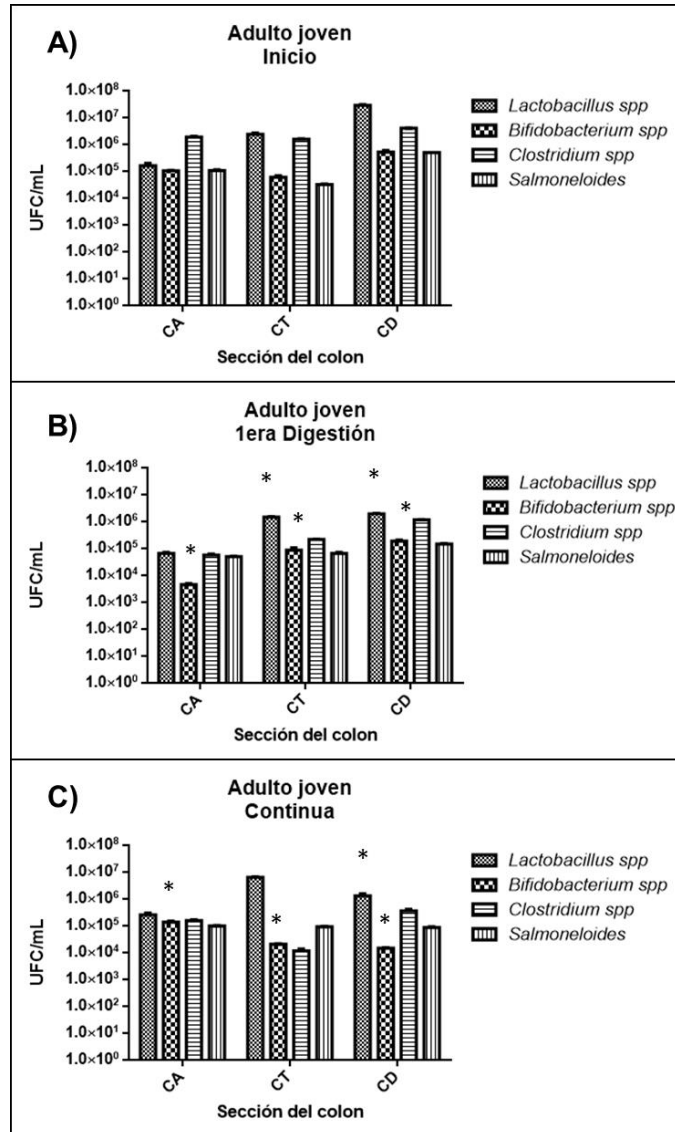 A)
Adulto joven
Inicio
UFC/mL
1.0×10⁸
1.0×10⁷
1.0×10⁶
1.0×10⁵
1.0×10⁴
1.0×10³
1.0×10²
1.0×10¹
1.0×10⁰
CA
CT
CD
Sección del colon
Lactobacillus spp
Bifidobacterium spp
Clostridium spp
Salmoneloides
B)
Adulto joven
1era Digestión
UFC/mL
1.0×10⁸
1.0×10⁷
1.0×10⁶
1.0×10⁵
1.0×10⁴
1.0×10³
1.0×10²
1.0×10¹
1.0×10⁰
*
*
*
*
*
CA
CT
CD
Sección del colon
Lactobacillus spp
Bifidobacterium spp
Clostridium spp
Salmoneloides
C)
Adulto joven
Continua
UFC/mL
1.0×10⁸
1.0×10⁷
1.0×10⁶
1.0×10⁵
1.0×10⁴
1.0×10³
1.0×10²
1.0×10¹
1.0×10⁰
*
*
*
*
CA
CT
CD
Sección del colon
Lactobacillus spp
Bifidobacterium spp
Clostridium spp
Salmoneloides